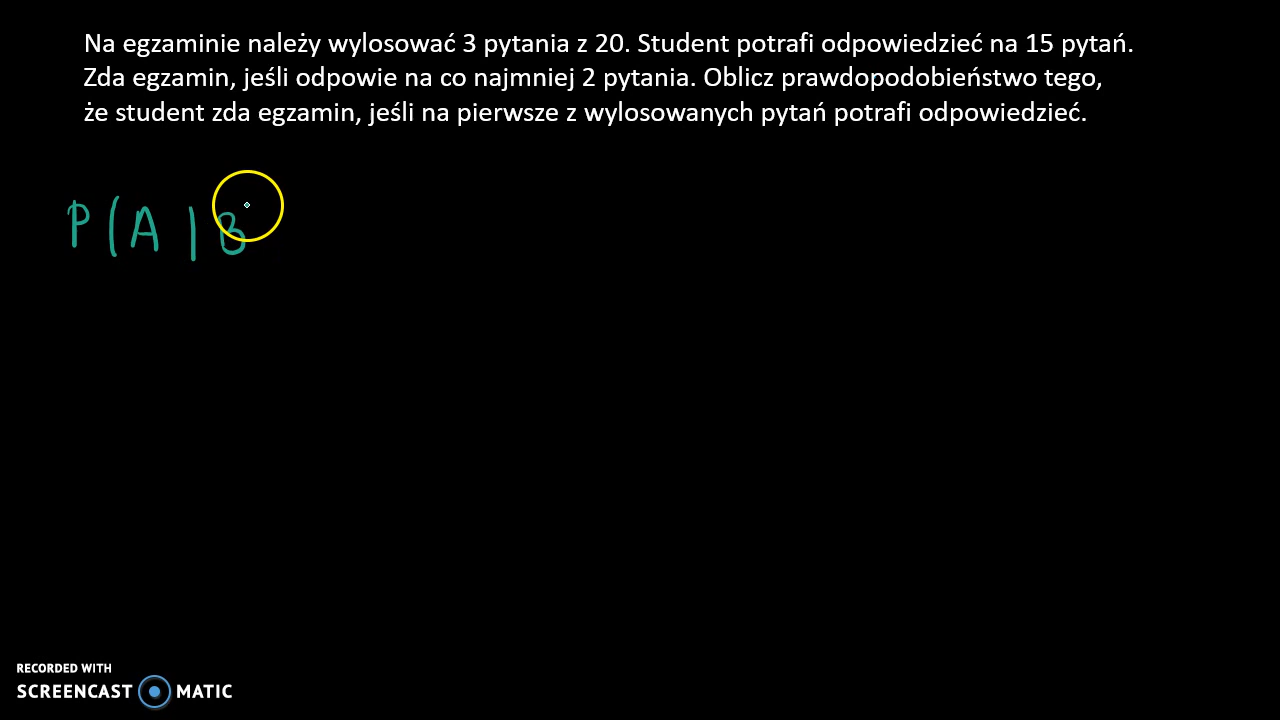 Na egzaminie należy wylosować 3 pytania z 20. Student potrafi odpowiedzieć na 15 pytań.
Zda egzamin, jeśli odpowie na co najmniej 2 pytania. Oblicz prawdopodobieństwo tego,
że student zda egzamin, jeśli na pierwsze z wylosowanych pytań potrafi odpowiedzieć.
P(A|B
RECORDED WITH
SCREENCAST MATIC